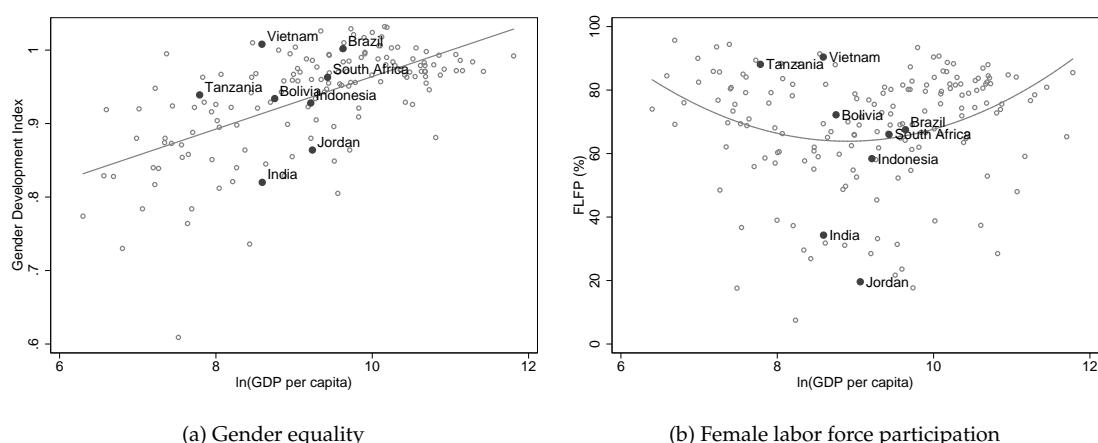 1
.9
.8
.7
.6
Gender Development Index
Vietnam
Brazil
South Africa
Tanzania
Bolivia
Indonesia
Jordan
India
6
8
10
12
ln(GDP per capita)
(a) Gender equality
100
80
60
40
20
0
FLFP (%)
Tanzania
Vietnam
Bolivia
Brazil
South Africa
Indonesia
India
Jordan
6
8
10
12
ln(GDP per capita)
(b) Female labor force participation